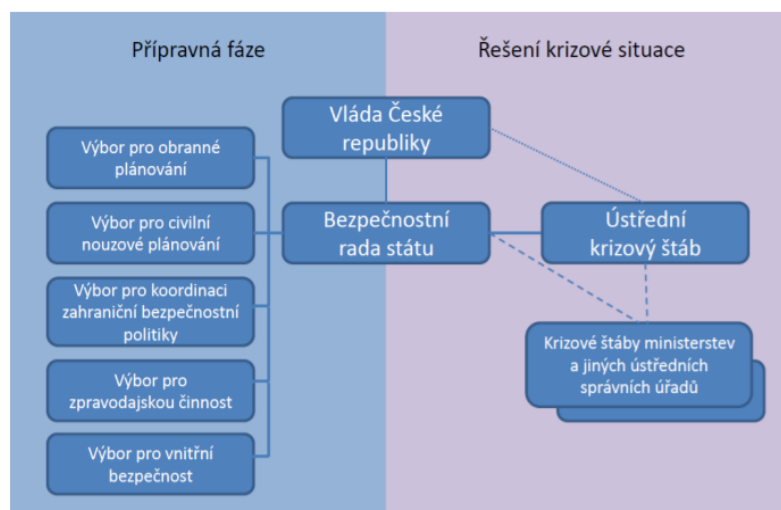 Přípravná fáze
Řešení krizové situace
Vláda České
republiky
Výbor pro obranné
plánování
Výbor pro civilní
nouzové plánování
Bezpečnostní
rada státu
Ústřední
krizový štáb
Výbor pro koordinaci
zahraniční bezpečnostní
politiky
Krizové štáby ministerstev
a jiných ústředních
správních úřadů
Výbor pro
zpravodajskou činnost
Výbor pro vnitřní
bezpečnost